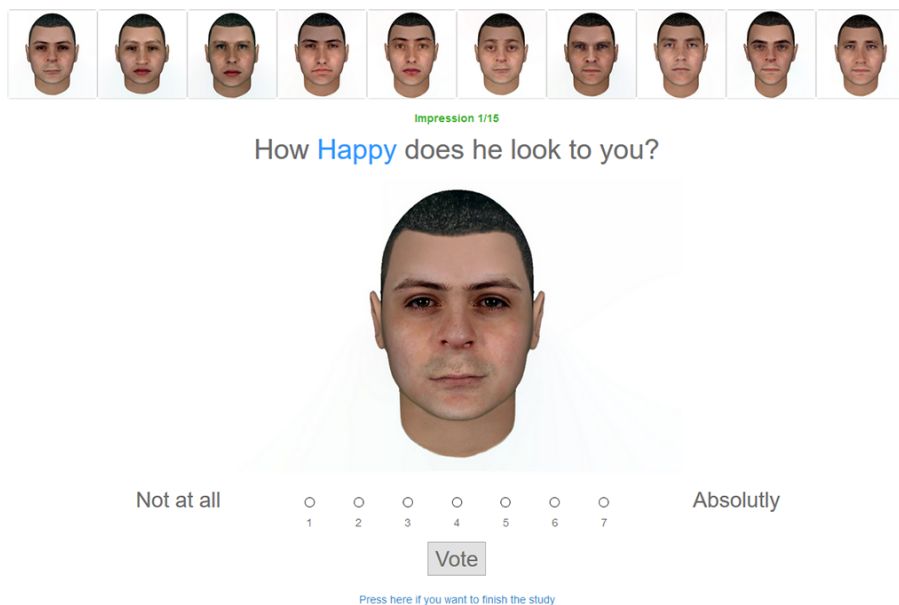 Impression 1/15
How Happy does he look to you?
Not at all
Absolutly
1 2 3 4 5 6 7
Vote
Press here if you want to finish the study